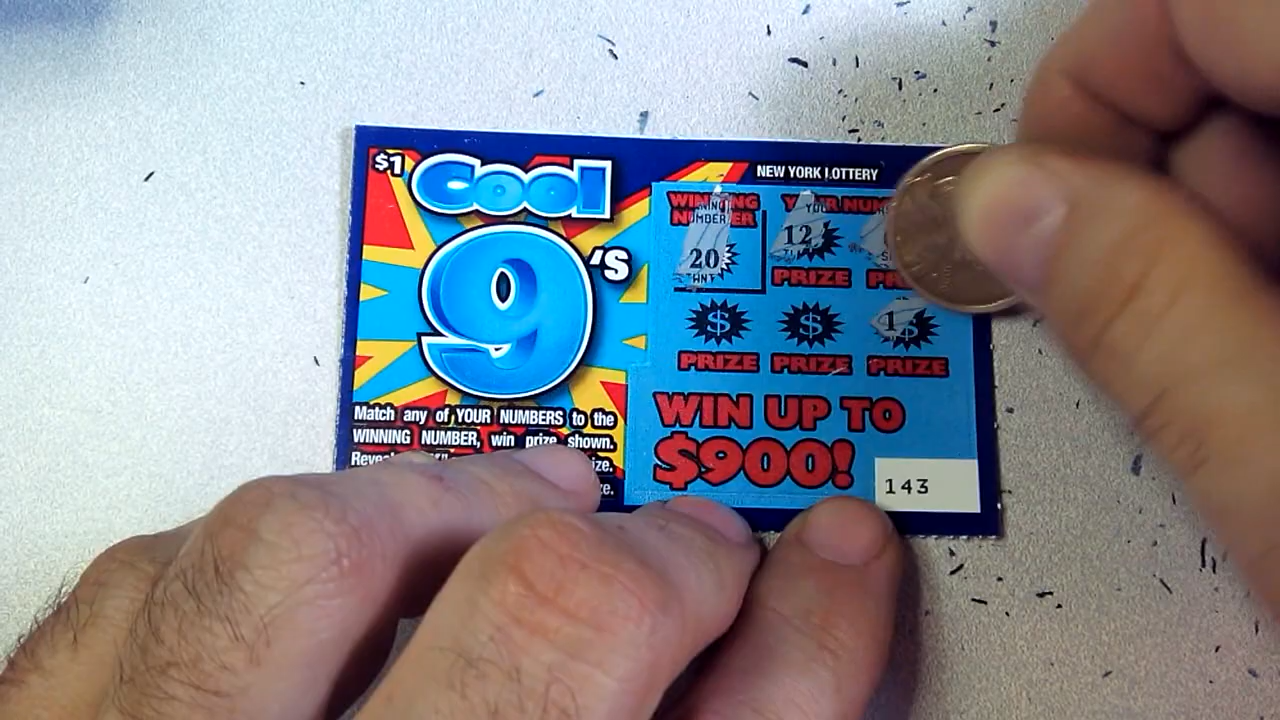 $1 Cool
9's
NEW YORK LOTTERY
WINNING
NUMBER
YOUR
20
12
PRIZE
$ $ 1 $
PRIZE PRIZE PRIZE
WIN UP TO
$900!
143
Match any of YOUR NUMBERS to the
WINNING NUMBER, win prize shown.